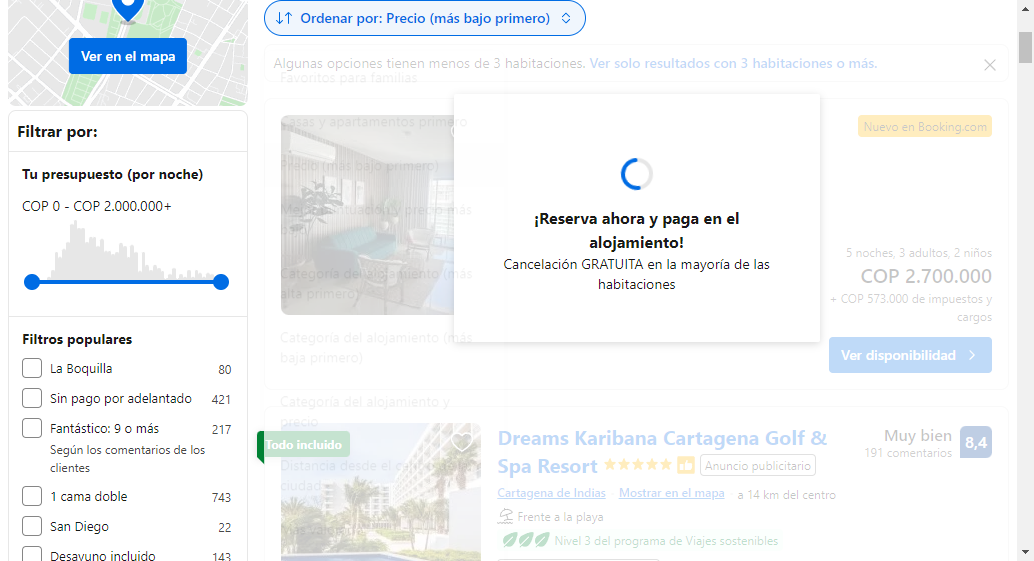 Ver en el mapa
Filtrar por:
Tu presupuesto (por noche)
COP 0 - COP 2.000.000+
Filtros populares
La Boquilla 80
Sin pago por adelantado 421
Fantástico: 9 o más 217
Según los comentarios de los
clientes
1 cama doble 743
San Diego 22
Desayuno incluido 143
Ordenar por: Precio (más bajo primero)
Algunas opciones tienen menos de 3 habitaciones. Ver solo resultados con 3 habitaciones o más.
Favoritos para familias
Casas y apartamentos primero
Precio (más bajo primero)
Mejor puntuación y precio más
Categoría del alojamiento (más
alta primero)
Categoría del alojamiento (más
baja primero)
Categoría del alojamiento y
precio
Distancia desde el centro de la
ciudad
¡Reserva ahora y paga en el
alojamiento!
Cancelación GRATUITA en la mayoría de las
habitaciones
Nuevo en Booking.com
5 noches, 3 adultos, 2 niños
COP 2.700.000
+ COP 573.000 de impuestos y
cargos
Ver disponibilidad
Todo incluido
Dreams Karibana Cartagena Golf &
Spa Resort
Anuncio publicitario
Cartagena de Indias Mostrar en el mapa a 14 km del centro
Frente a la playa
Nivel 3 del programa de Viajes sostenibles
Muy bien
191 comentarios
8,4